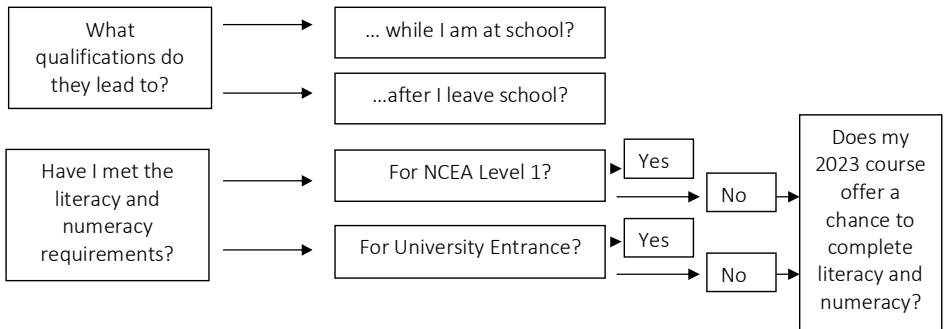 What
qualifications do
they lead to?
... while I am at school?
...after I leave school?
Have I met the
literacy and
numeracy
requirements?
For NCEA Level 1?
Yes
No
For University Entrance?
Yes
No
Does my
2023 course
offer a
chance to
complete
literacy and
numeracy?